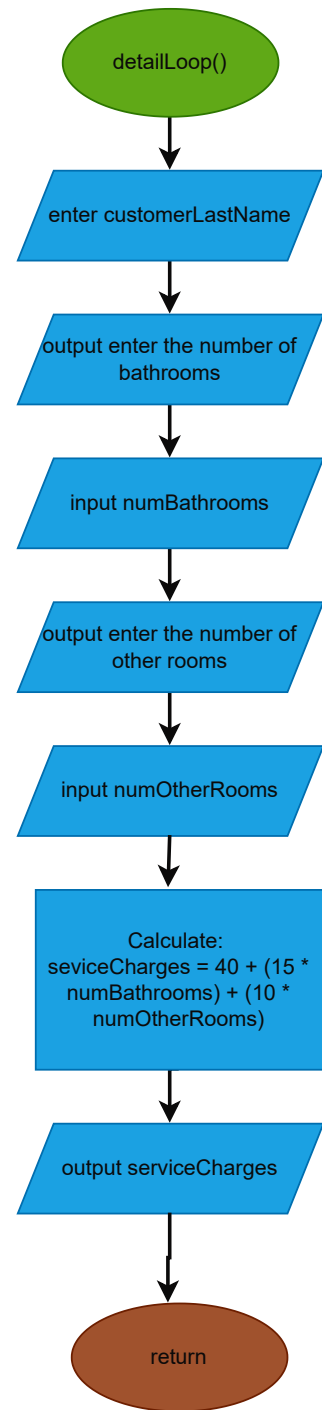 detailLoop()
enter customerLastName
output enter the number of
bathrooms
input numBathrooms
output enter the number of
other rooms
input numOtherRooms
Calculate:
seviceCharges = 40 + (15 *
numBathrooms) + (10 *
numOtherRooms)
output serviceCharges
return